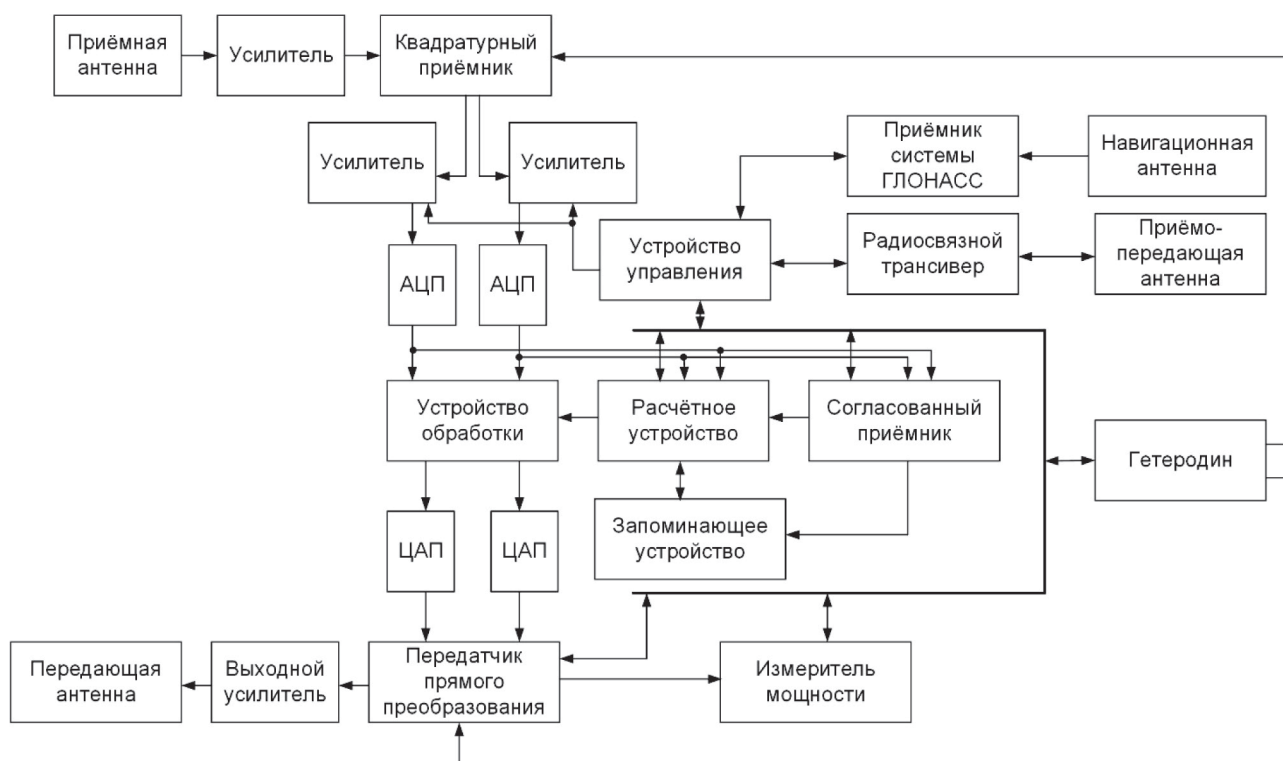 Приёмная
антенна
Усилитель
Квадратурный
приёмник
Усилитель
Усилитель
Приёмник
системы
ГЛОНАСС
Навигационная
антенна
Устройство
управления
Радиосвязной
трансивер
Приёмо-
передающая
антенна
АЦП
АЦП
Устройство
обработки
Расчётное
устройство
Согласованный
приёмник
Гетеродин
Запоминающее
устройство
ЦАП
ЦАП
Передающая
антенна
Выходной
усилитель
Передатчик
прямого
преобразования
Измеритель
мощности